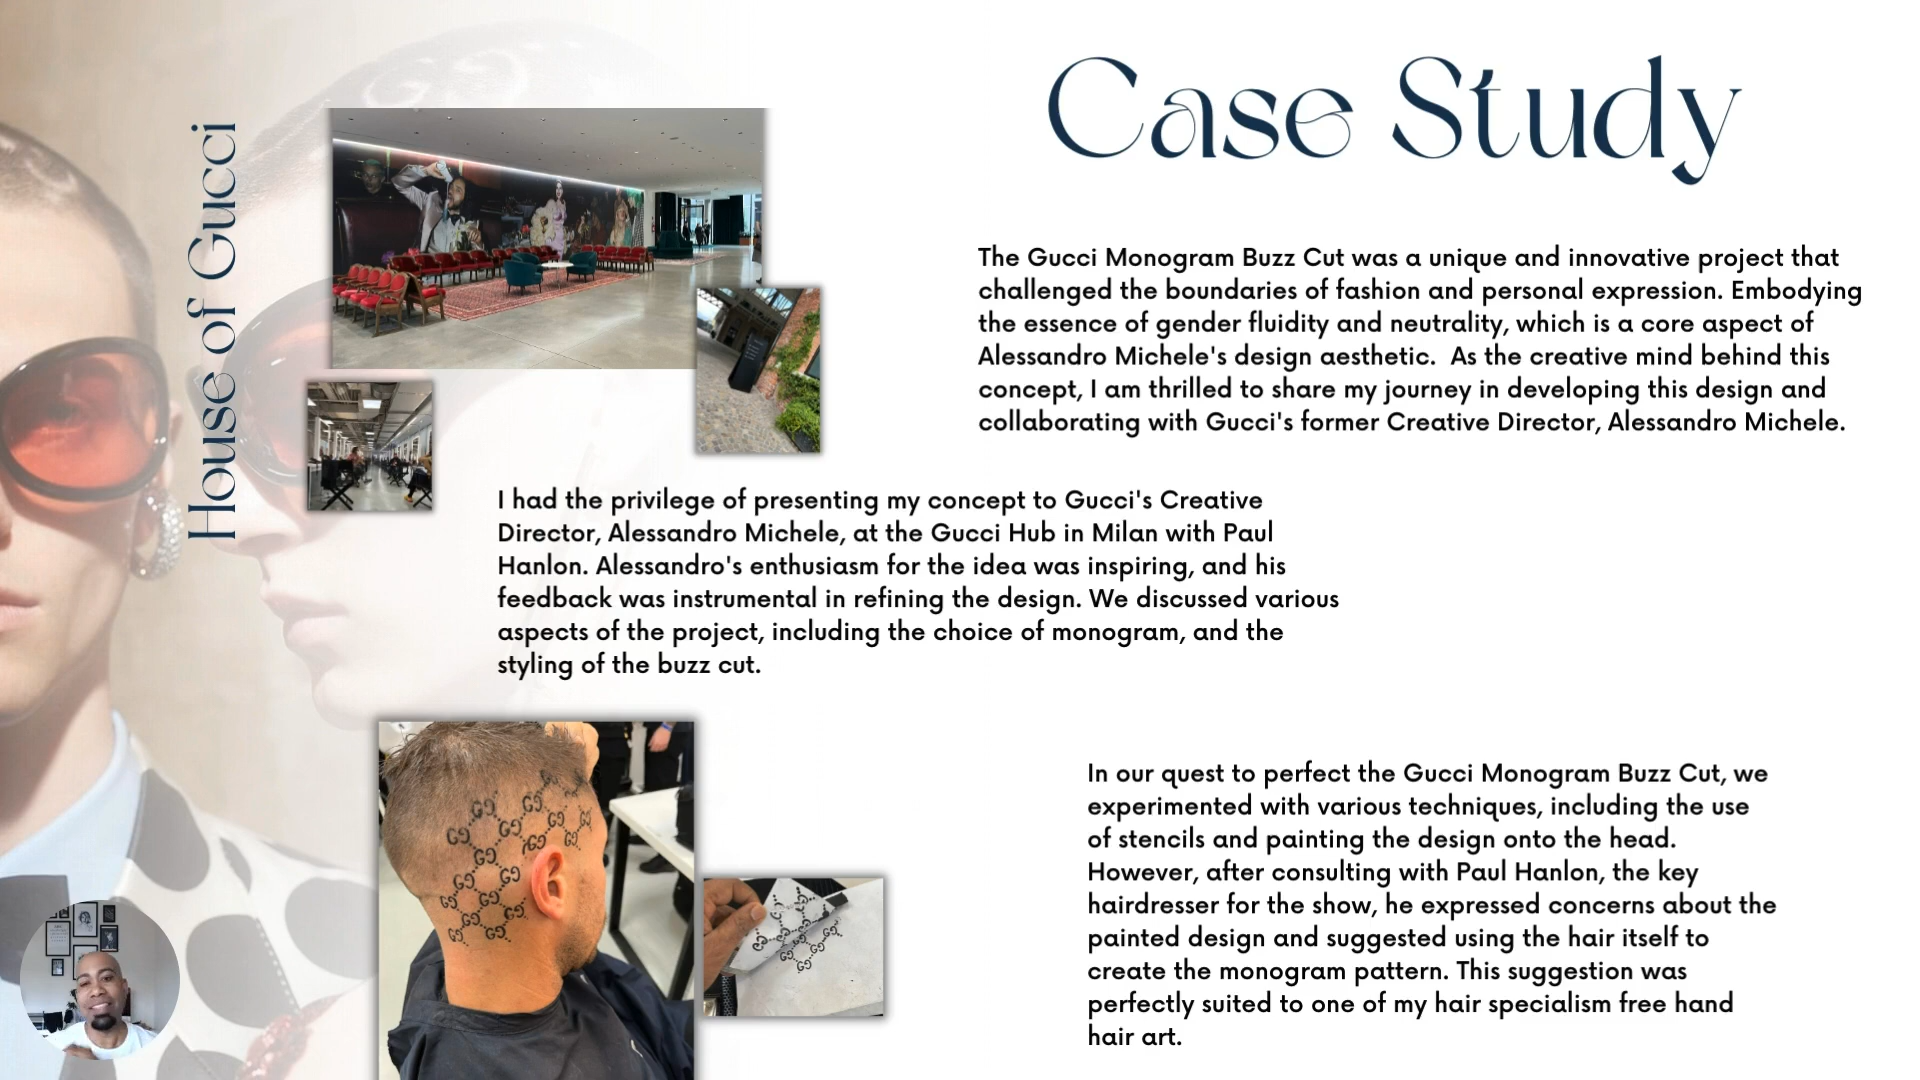 Case Study
House of Gucci
The Gucci Monogram Buzz Cut was a unique and innovative project that
challenged the boundaries of fashion and personal expression. Embodying
the essence of gender fluidity and neutrality, which is a core aspect of
Alessandro Michele's design aesthetic.  As the creative mind behind this
concept, I am thrilled to share my journey in developing this design and
collaborating with Gucci's former Creative Director, Alessandro Michele.
I had the privilege of presenting my concept to Gucci's Creative
Director, Alessandro Michele, at the Gucci Hub in Milan with Paul
Hanlon. Alessandro's enthusiasm for the idea was inspiring, and his
feedback was instrumental in refining the design. We discussed various
aspects of the project, including the choice of monogram, and the
styling of the buzz cut.
In our quest to perfect the Gucci Monogram Buzz Cut, we
experimented with various techniques, including the use
of stencils and painting the design onto the head.
However, after consulting with Paul Hanlon, the key
hairdresser for the show, he expressed concerns about the
painted design and suggested using the hair itself to
create the monogram pattern. This suggestion was
perfectly suited to one of my hair specialism free hand
hair art.